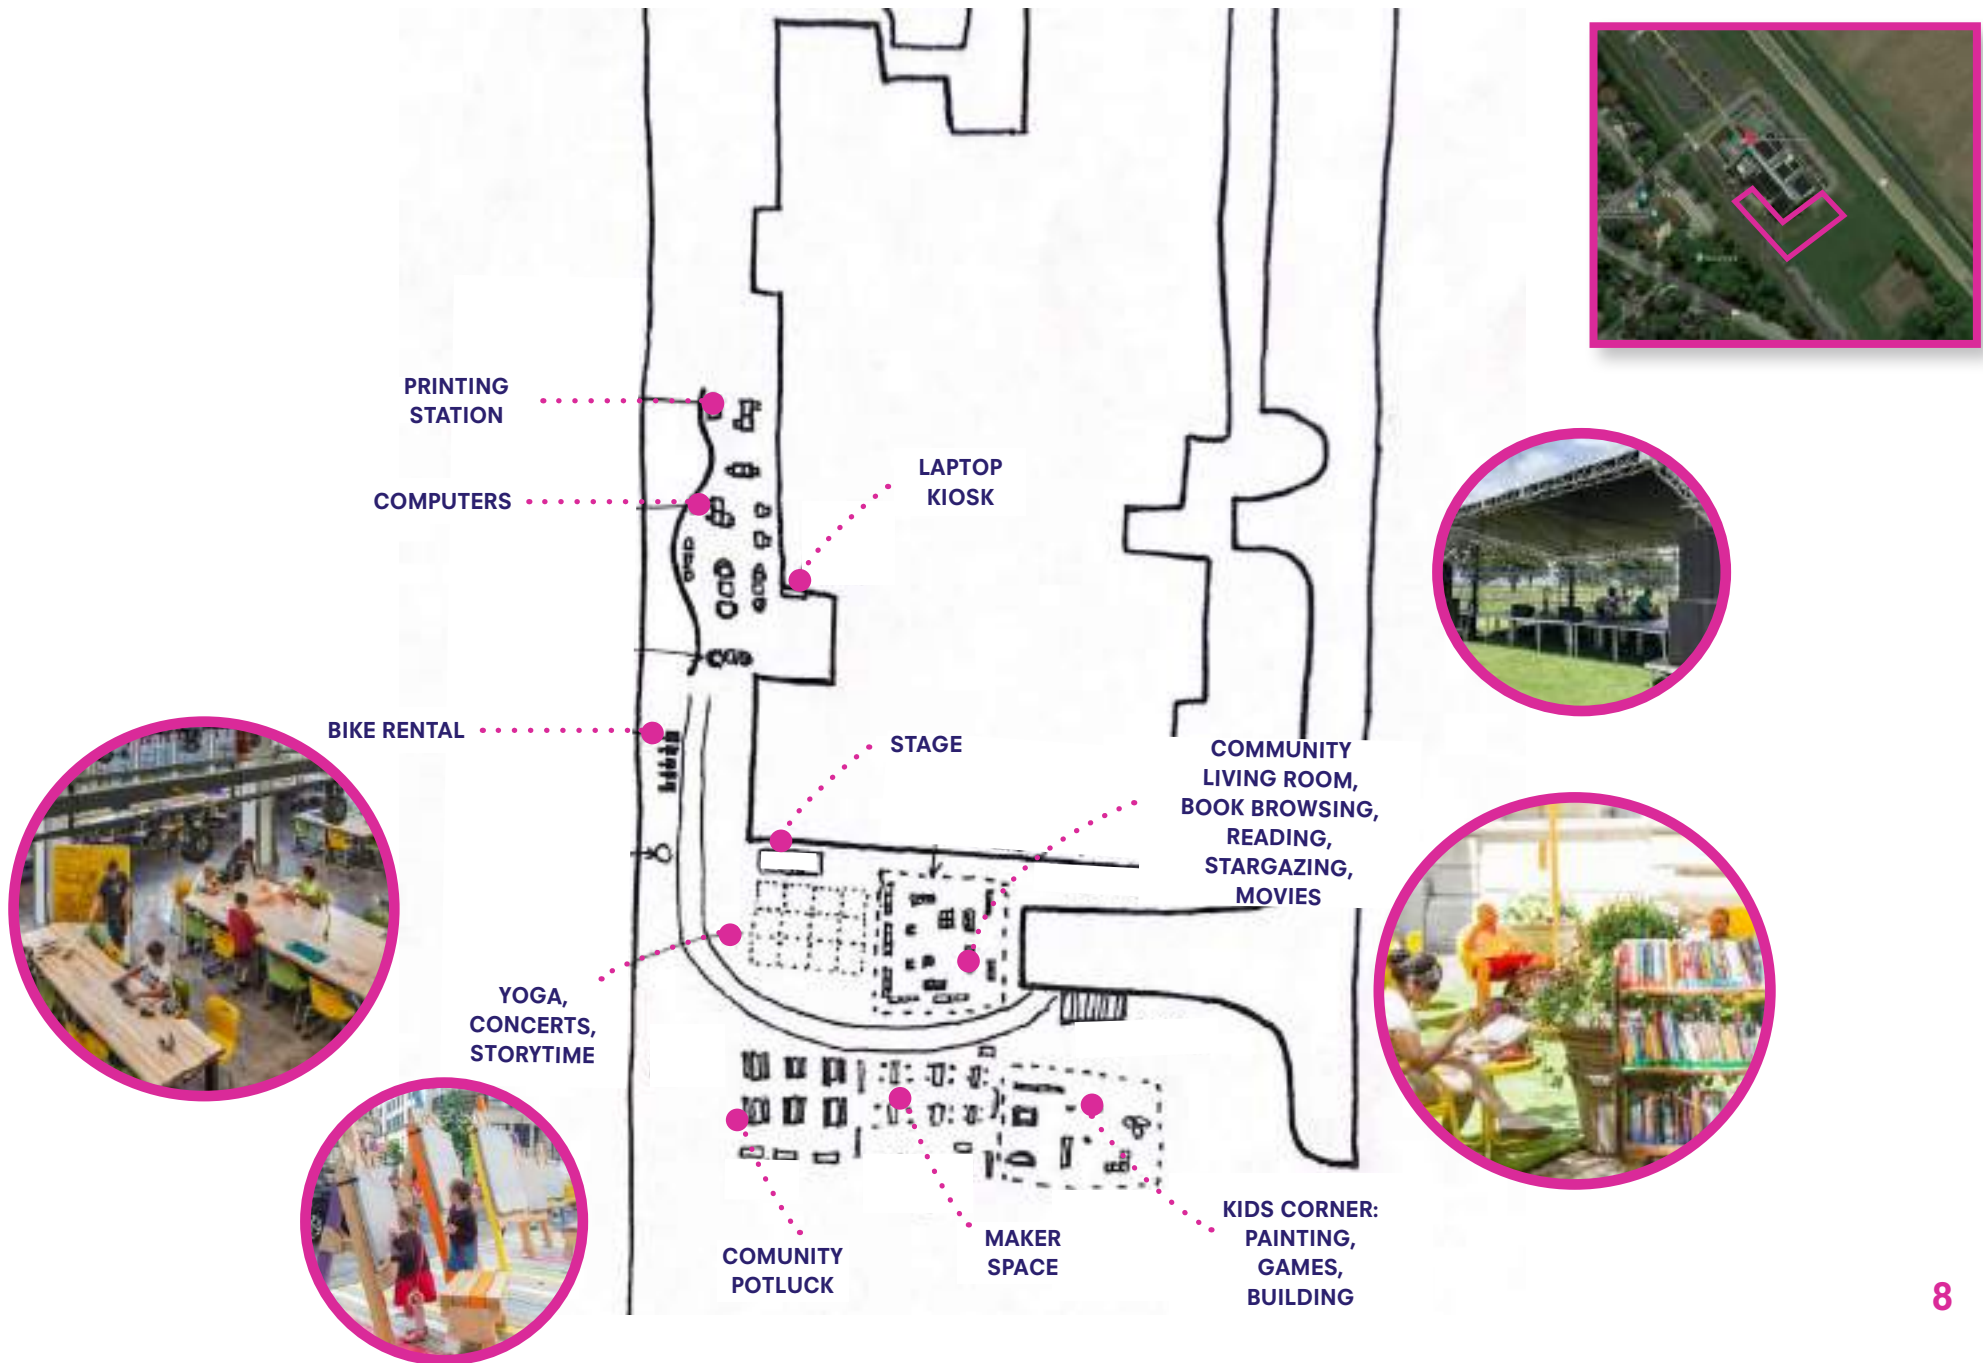 PRINTING
STATION
COMPUTERS
LAPTOP
KIOSK
BIKE RENTAL
STAGE
COMMUNITY
LIVING ROOM,
BOOK BROWSING,
READING,
STARGAZING,
MOVIES
YOGA,
CONCERTS,
STORYTIME
COMUNITY
POTLUCK
MAKER
SPACE
KIDS CORNER:
PAINTING,
GAMES,
BUILDING
8